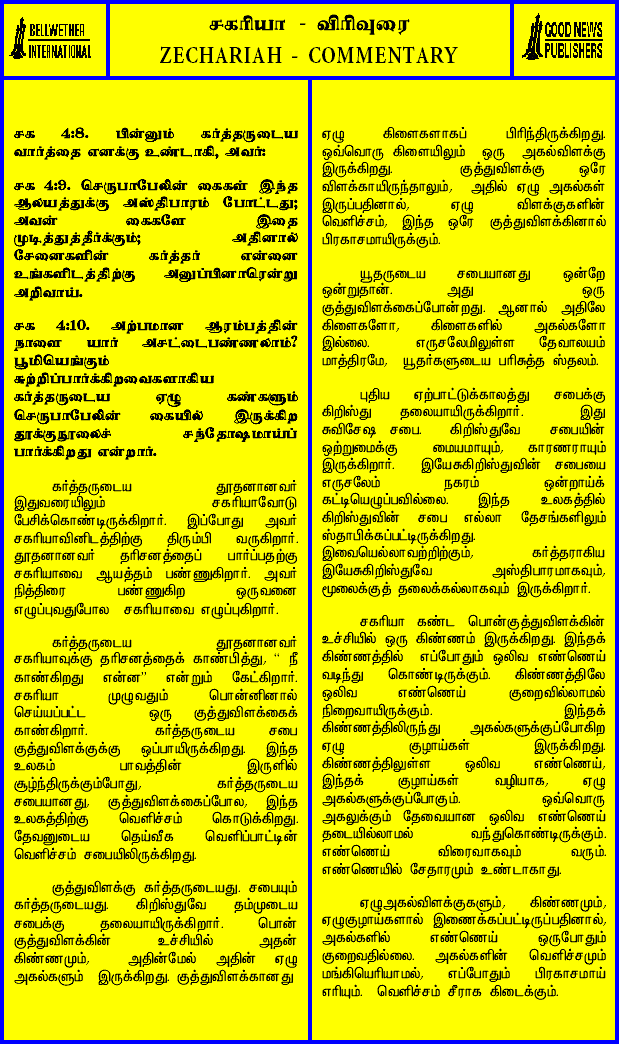 BELLWETHER
INTERNATIONAL
சகரியா - விரிவுரை
ZECHARIAH - COMMENTARY
GOOD NEWS
PUBLISHERS
சக 4:8. பின்னும் கர்த்தருடைய
வார்த்தை எனக்கு உண்டாகி, அவர்:
சக 4:9. செருபாபேலின் கைகள் இந்த
ஆலயத்துக்கு அஸ்திபாரம் போட்டது;
அவன் கைகளே இதை
முடித்துத்தீர்க்கும்; அதினால்
சேனைகளின் கர்த்தர் என்னை
உங்களிடத்திற்கு அனுப்பினாரென்று
அறிவாய்.
சக 4:10. அற்பமான ஆரம்பத்தின்
நாளை யார் அசட்டைபண்ணலாம்?
பூமியெங்கும்
சுற்றிப்பார்க்கிறவைகளாகிய
கர்த்தருடைய ஏழு கண்களும்
செருபாபேலின் கையில் இருக்கிற
தூக்குநூலைச் சந்தோஷமாய்ப்
பார்க்கிறது என்றார்.
கர்த்தருடைய தூதனானவர்
இதுவரையிலும் சகரியாவோடு
பேசிக்கொண்டிருக்கிறார். இப்போது அவர்
சகரியாவினிடத்திற்கு திரும்பி வருகிறார்.
தூதனானவர் தரிசனத்தைப் பார்ப்பதற்கு
சகரியாவை ஆயத்தம் பண்ணுகிறார். அவர்
நித்திரை பண்ணுகிற ஒருவனை
எழுப்புவதுபோல சகரியாவை எழுப்புகிறார்.
கர்த்தருடைய தூதனானவர்
சகரியாவுக்கு தரிசனத்தைக் காண்பித்து, “ நீ
காண்கிறது என்ன” என்றும் கேட்கிறார்.
சகரியா முழுவதும் பொன்னினால்
செய்யப்பட்ட ஒரு குத்துவிளக்கைக்
காண்கிறார். கர்த்தருடைய சபை
குத்துவிளக்குக்கு ஒப்பாயிருக்கிறது. இந்த
உலகம் பாவத்தின் இருளில்
சூழ்ந்திருக்கும்போது, கர்த்தருடைய
சபையானது, குத்துவிளக்கைப்போல, இந்த
உலகத்திற்கு வெளிச்சம் கொடுக்கிறது.
தேவனுடைய தெய்வீக வெளிப்பாட்டின்
வெளிச்சம் சபையிலிருக்கிறது.
குத்துவிளக்கு கர்த்தருடையது. சபையும்
கர்த்தருடையது. கிறிஸ்துவே தம்முடைய
சபைக்கு தலையாயிருக்கிறார். பொன்
குத்துவிளக்கின் உச்சியில் அதன்
கிண்ணமும், அதின்மேல் அதின் ஏழு
அகல்களும் இருக்கிறது. குத்துவிளக்கானது
ஏழு கிளைகளாகப் பிரிந்திருக்கிறது.
ஒவ்வொரு கிளையிலும் ஒரு அகல்விளக்கு
இருக்கிறது. குத்துவிளக்கு ஒரே
விளக்காயிருந்தாலும், அதில் ஏழு அகல்கள்
இருப்பதினால், ஏழு விளக்குகளின்
வெளிச்சம், இந்த ஒரே குத்துவிளக்கினால்
பிரகாசமாயிருக்கும்.
யூதருடைய சபையானது ஒன்றே
ஒன்றுதான். அது ஒரு
குத்துவிளக்கைப்போன்றது. ஆனால் அதிலே
கிளைகளோ, கிளைகளில் அகல்களோ
இல்லை. எருசலேமிலுள்ள தேவாலயம்
மாத்திரமே, யூதர்களுடைய பரிசுத்த ஸ்தலம்.
புதிய ஏற்பாட்டுக்காலத்து சபைக்கு
கிறிஸ்து தலையாயிருக்கிறார். இது
சுவிசேஷ சபை. கிறிஸ்துவே சபையின்
ஒற்றுமைக்கு மையமாயும், காரணராயும்
இருக்கிறார். இயேசுகிறிஸ்துவின் சபையை
எருசலேம் நகரம் ஒன்றாய்க்
கட்டியெழுப்பவில்லை. இந்த உலகத்தில்
கிறிஸ்துவின் சபை எல்லா தேசங்களிலும்
ஸ்தாபிக்கப்பட்டிருக்கிறது.
இவையெல்லாவற்றிற்கும், கர்த்தராகிய
இயேசுகிறிஸ்துவே அஸ்திபாரமாகவும்,
மூலைக்குத் தலைக்கல்லாகவும் இருக்கிறார்.
சகரியா கண்ட பொன்குத்துவிளக்கின்
உச்சியில் ஒரு கிண்ணம் இருக்கிறது. இந்தக்
கிண்ணத்தில் எப்போதும் ஒலிவ எண்ணெய்
வடிந்து கொண்டிருக்கும். கிண்ணத்திலே
ஒலிவ எண்ணெய் குறைவில்லாமல்
நிறைவாயிருக்கும். இந்தக்
கிண்ணத்திலிருந்து அகல்களுக்குப்போகிற
ஏழு குழாய்கள் இருக்கிறது.
கிண்ணத்திலுள்ள ஒலிவ எண்ணெய்,
இந்தக் குழாய்கள் வழியாக, ஏழு
அகல்களுக்குப்போகும். ஒவ்வொரு
அகலுக்கும் தேவையான ஒலிவ எண்ணெய்
தடையில்லாமல் வந்துகொண்டிருக்கும்.
எண்ணெய் விரைவாகவும் வரும்.
எண்ணெயில் சேதாரமும் உண்டாகாது.
ஏழுஅகல்விளக்குகளும், கிண்ணமும்,
ஏழுகுழாய்களால் இணைக்கப்பட்டிருப்பதினால்,
அகல்களில் எண்ணெய் ஒருபோதும்
குறைவதில்லை. அகல்களின் வெளிச்சமும்
மங்கியெரியாமல், எப்போதும் பிரகாசமாய்
எரியும். வெளிச்சம் சீராக கிடைக்கும்.